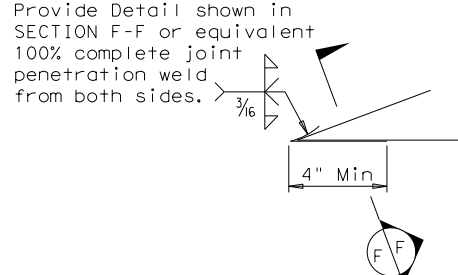 Provide Detail shown in
SECTION F-F or equivalent
100% complete joint
penetration weld
from both sides.
3/16
4" Min
F F